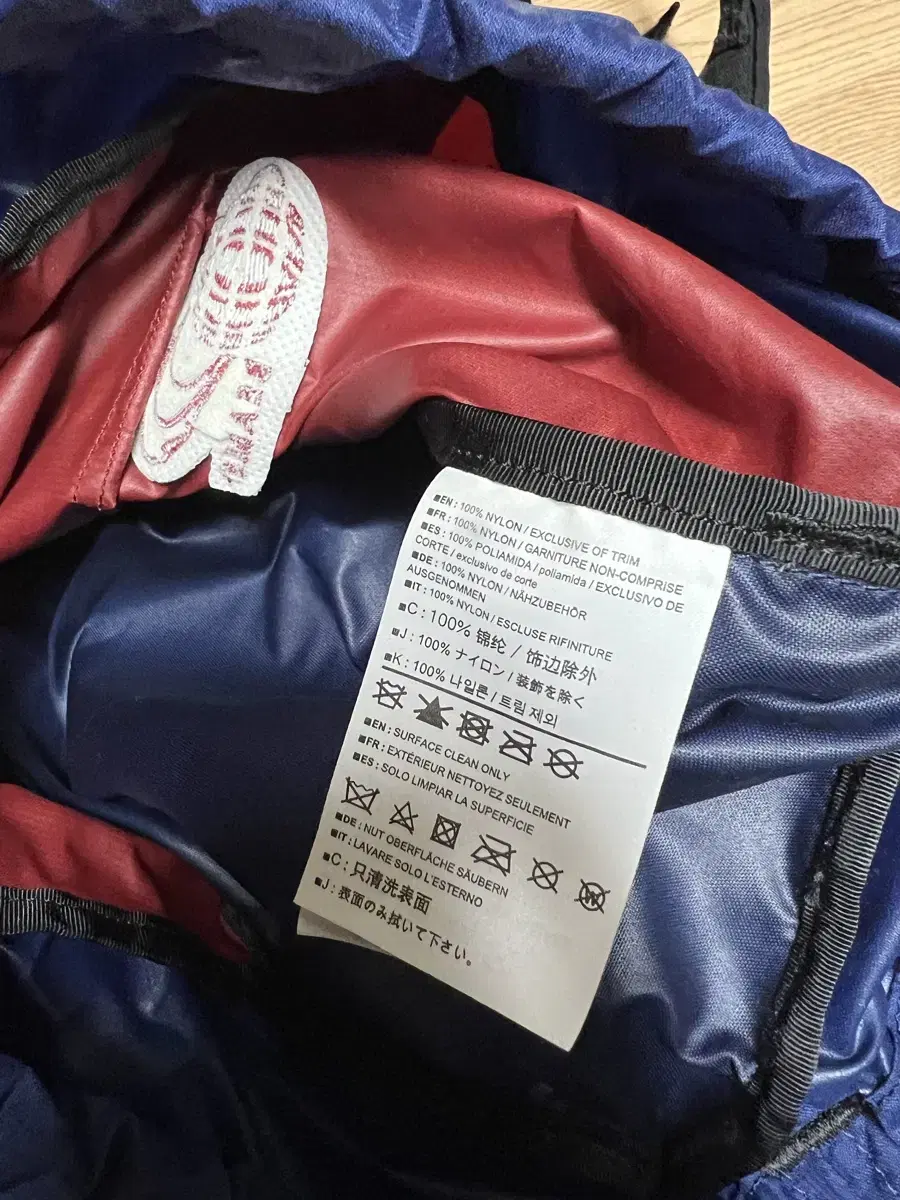 ■EN : 100% NYLON / EXCLUSIVE OF TRIM
■FR : 100% NYLON / GARNITURE NON-COMPRISE
■ES : 100% POLIAMIDA / poliamida / EXCLUSIVO DE
CORTE / exclusivo de corte
■DE : 100% NYLON / NÄHZUBEHÖR
AUSGENOMMEN
■IT : 100% NYLON / ESCLUSE RIFINITURE
■C : 100% 锦纶 / 饰边除外
■J : 100% ナイロン / 装飾を除く
■K : 100% 나일론 / 트림 제외
■EN : SURFACE CLEAN ONLY
■FR : EXTÉRIEUR NETTOYEZ SEULEMENT
■ES : SOLO LIMPIAR LA SUPERFICIE
■DE : NUT OBERFLÄCHE SÄUBERN
■IT : LAVARE SOLO L'ESTERNO
■C : 只清洗表面
■J : 表面のみ拭いて下さい。